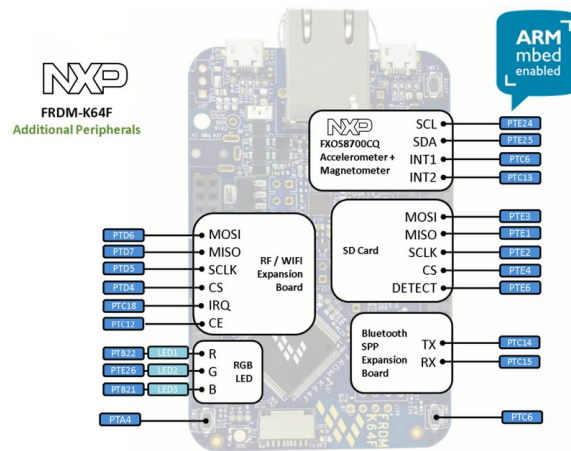 NXP
FRDM-K64F
Additional Peripherals
ARM
mbed
enabled
NXP
FXOS8700CQ
Accelerometer +
Magnetometer
SCL PTE24
SDA PTE25
INT1 PTC6
INT2 PTC13
SD Card
MOSI PTE3
MISO PTE1
SCLK PTE2
CS PTE4
DETECT PTE6
PTD6 MOSI
PTD7 MISO
PTD5 SCLK
PTD4 CS
PTC18 IRQ
PTC12 CE
RF / WIFI
Expansion
Board
Bluetooth
SPP
Expansion
Board
TX PTC14
RX PTC15
PTB22 LED1 R
PTE26 LED2 G
PTB21 LED3 B
RGB
LED
PTA4
PTC6
FRDM
K64F